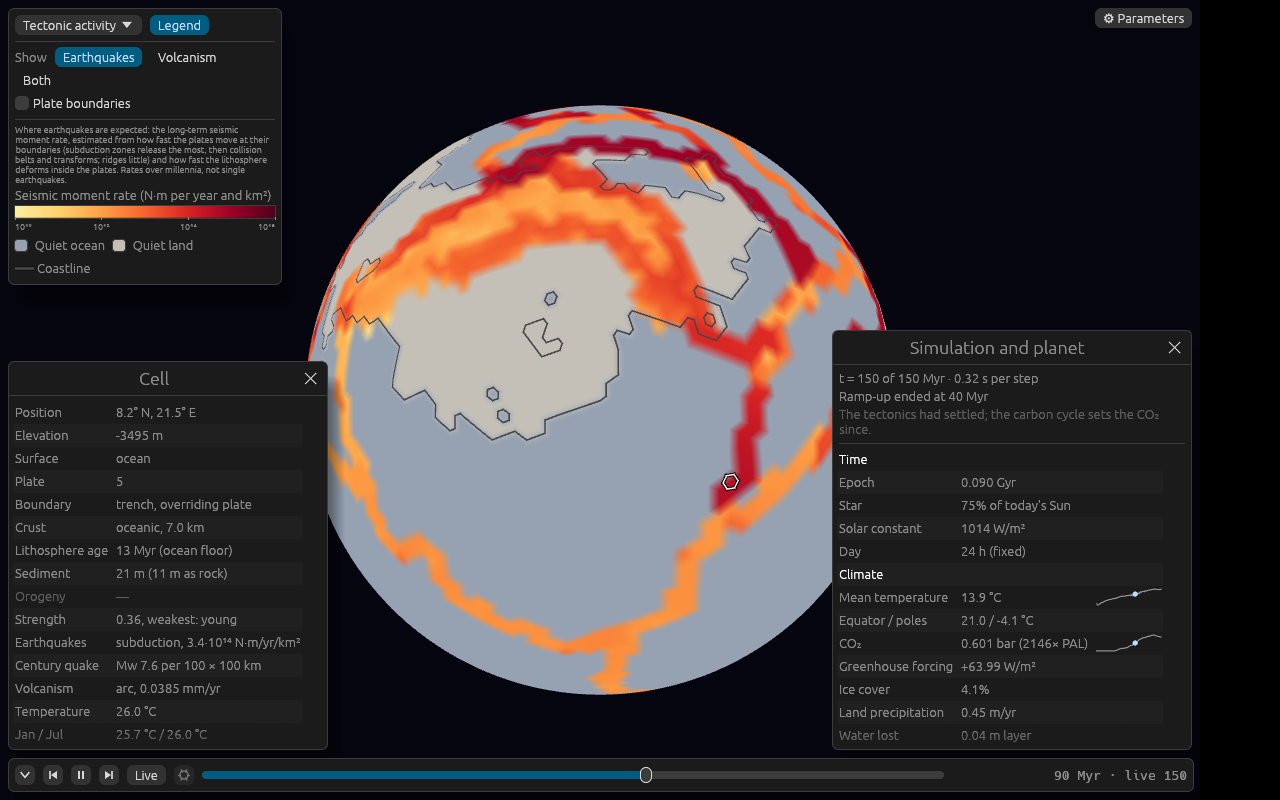 Tectonic activity
Legend
Show Earthquakes Volcanism
Both
Plate boundaries
Where earthquakes are expected: the long-term seismic
moment rate, estimated from how fast the plates move at their
boundaries (subduction zones release the most, then collision
belts and transforms; ridges little) and how fast the lithosphere
deforms inside the plates. Rates over millennia, not single
earthquakes.
Seismic moment rate (N·m per year and km²)
Quiet ocean Quiet land
Coastline
⚙ Parameters
Cell
Position 8.2° N, 21.5° E
Elevation -3495 m
Surface ocean
Plate 5
Boundary trench, overriding plate
Crust oceanic, 7.0 km
Lithosphere age 13 Myr (ocean floor)
Sediment 21 m (11 m as rock)
Orogeny —
Strength 0.36, weakest: young
Earthquakes subduction, 3.4·10¹⁴ N·m/yr/km²
Century quake Mw 7.6 per 100 × 100 km
Volcanism arc, 0.0385 mm/yr
Temperature 26.0 °C
Jan / Jul 25.7 °C / 26.0 °C
Simulation and planet
t = 150 of 150 Myr · 0.32 s per step
Ramp-up ended at 40 Myr
The tectonics had settled; the carbon cycle sets the CO₂
since.
Time
Epoch 0.090 Gyr
Star 75% of today's Sun
Solar constant 1014 W/m²
Day 24 h (fixed)
Climate
Mean temperature 13.9 °C
Equator / poles 21.0 / -4.1 °C
CO₂ 0.601 bar (2146× PAL)
Greenhouse forcing +63.99 W/m²
Ice cover 4.1%
Land precipitation 0.45 m/yr
Water lost 0.04 m layer
Live
90 Myr · live 150